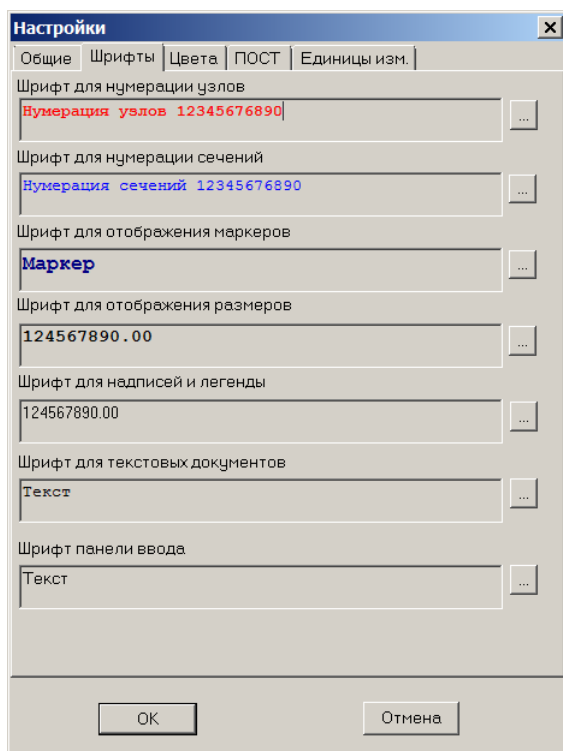 Настройки
Общие Шрифты Цвета ПОСТ Единицы изм.
Шрифт для нумерации узлов
Нумерация узлов 12345676890
...
Шрифт для нумерации сечений
Нумерация сечений 12345676890
...
Шрифт для отображения маркеров
Маркер
...
Шрифт для отображения размеров
124567890.00
...
Шрифт для надписей и легенды
124567890.00
...
Шрифт для текстовых документов
Текст
...
Шрифт панели ввода
Текст
...
OK Отмена